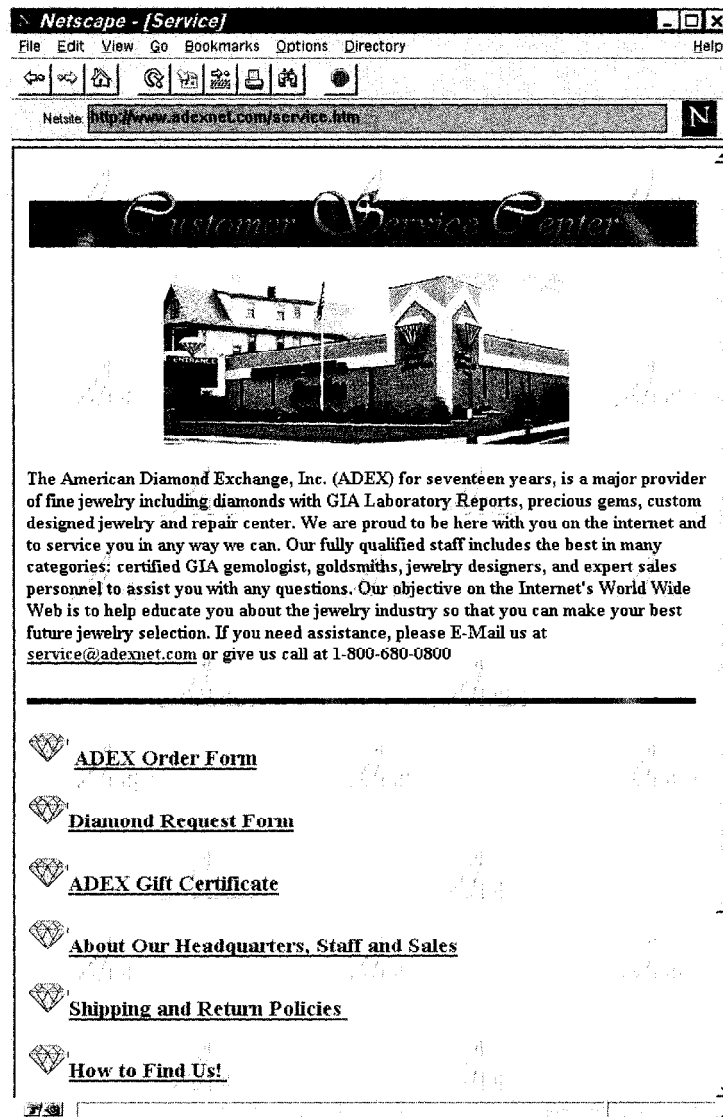 Netscape - [Service]
File Edit View Go Bookmarks Options Directory Help
Netsite: http://www.adexnet.com/service.htm
N
Customer Service Center
ENTRANCE
The American Diamond Exchange, Inc. (ADEX) for seventeen years, is a major provider
of fine jewelry including diamonds with GIA Laboratory Reports, precious gems, custom
designed jewelry and repair center. We are proud to be here with you on the internet and
to service you in any way we can. Our fully qualified staff includes the best in many
categories: certified GIA gemologist, goldsmiths, jewelry designers, and expert sales
personnel to assist you with any questions. Our objective on the Internet's World Wide
Web is to help educate you about the jewelry industry so that you can make your best
future jewelry selection. If you need assistance, please E-Mail us at
service@adexnet.com or give us call at 1-800-680-0800
ADEX Order Form
Diamond Request Form
ADEX Gift Certificate
About Our Headquarters, Staff and Sales
Shipping and Return Policies
How to Find Us!